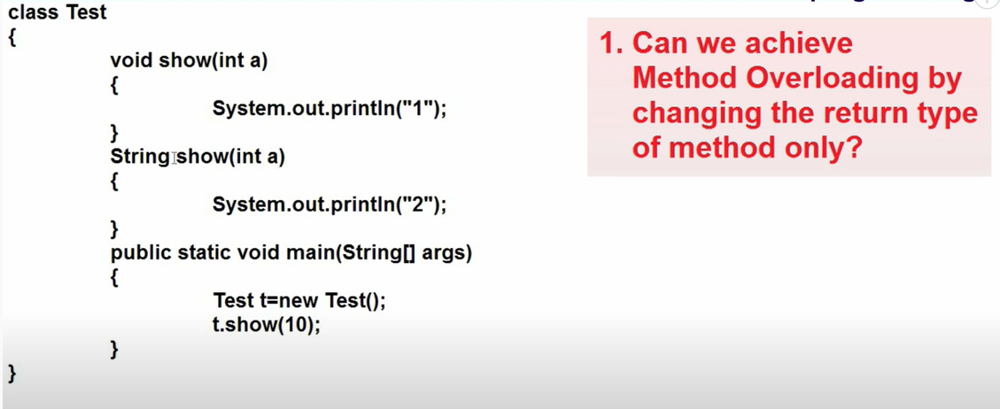 class Test
{
void show(int a)
{
System.out.println("1");
}
String show(int a)
{
System.out.println("2");
}
public static void main(String[] args)
{
Test t=new Test();
t.show(10);
}
}
1. Can we achieve
Method Overloading by
changing the return type
of method only?